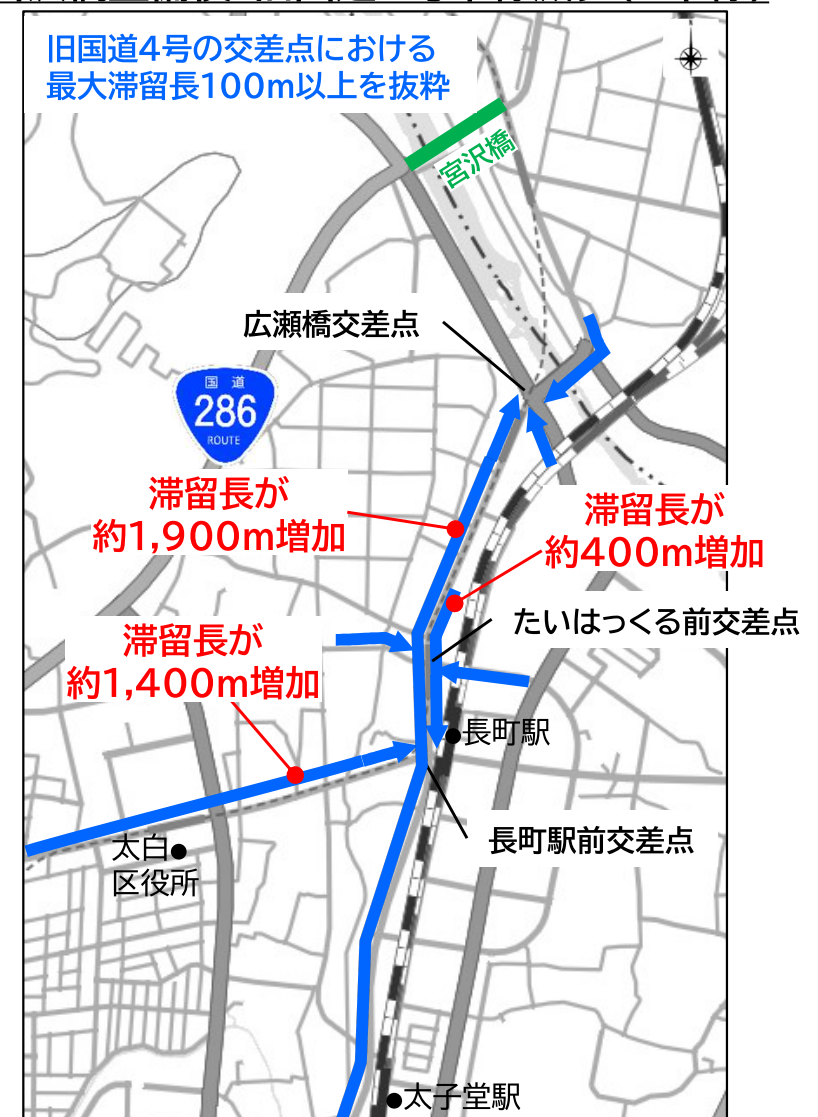 旧国道4号の交差点における
最大滞留長100m以上を抜粋
宮沢橋
広瀬橋交差点
国道
286
ROUTE
滞留長が
約1,900m増加
滞留長が
約400m増加
たいはっくる前交差点
滞留長が
約1,400m増加
長町駅
長町駅前交差点
太白
区役所
太子堂駅